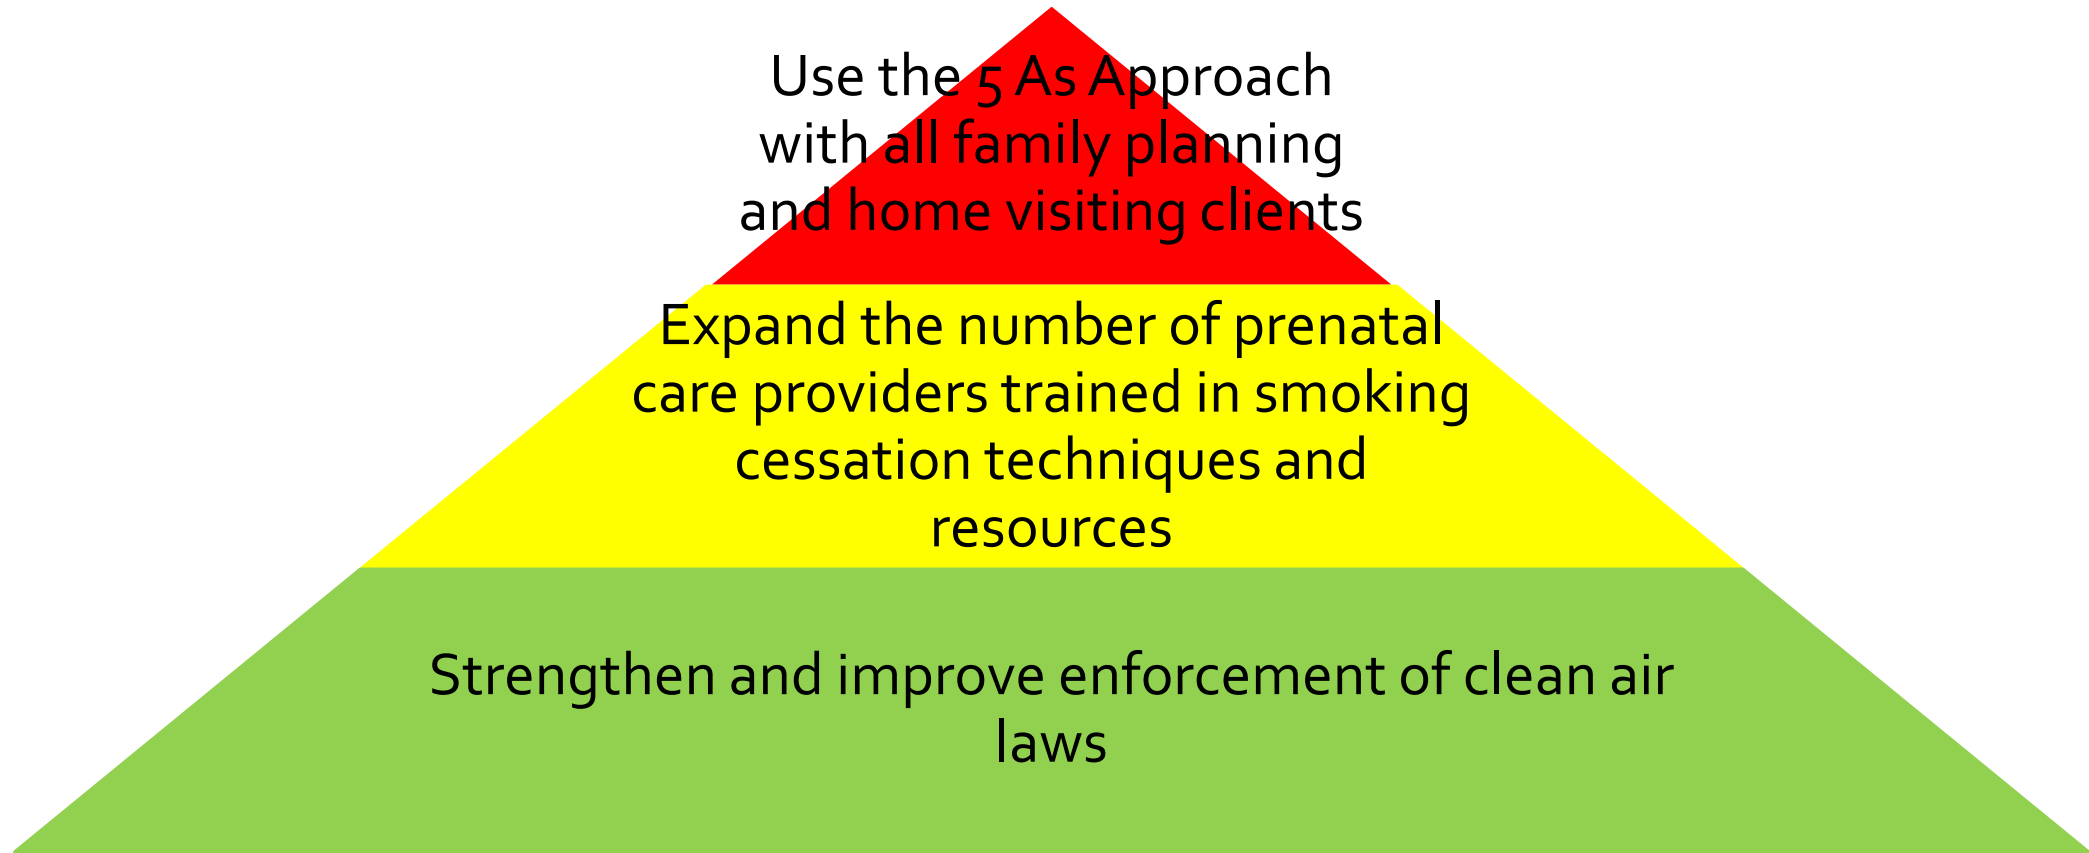 Use the 5 As Approach
with all family planning
and home visiting clients
Expand the number of prenatal
care providers trained in smoking
cessation techniques and
resources
Strengthen and improve enforcement of clean air
laws